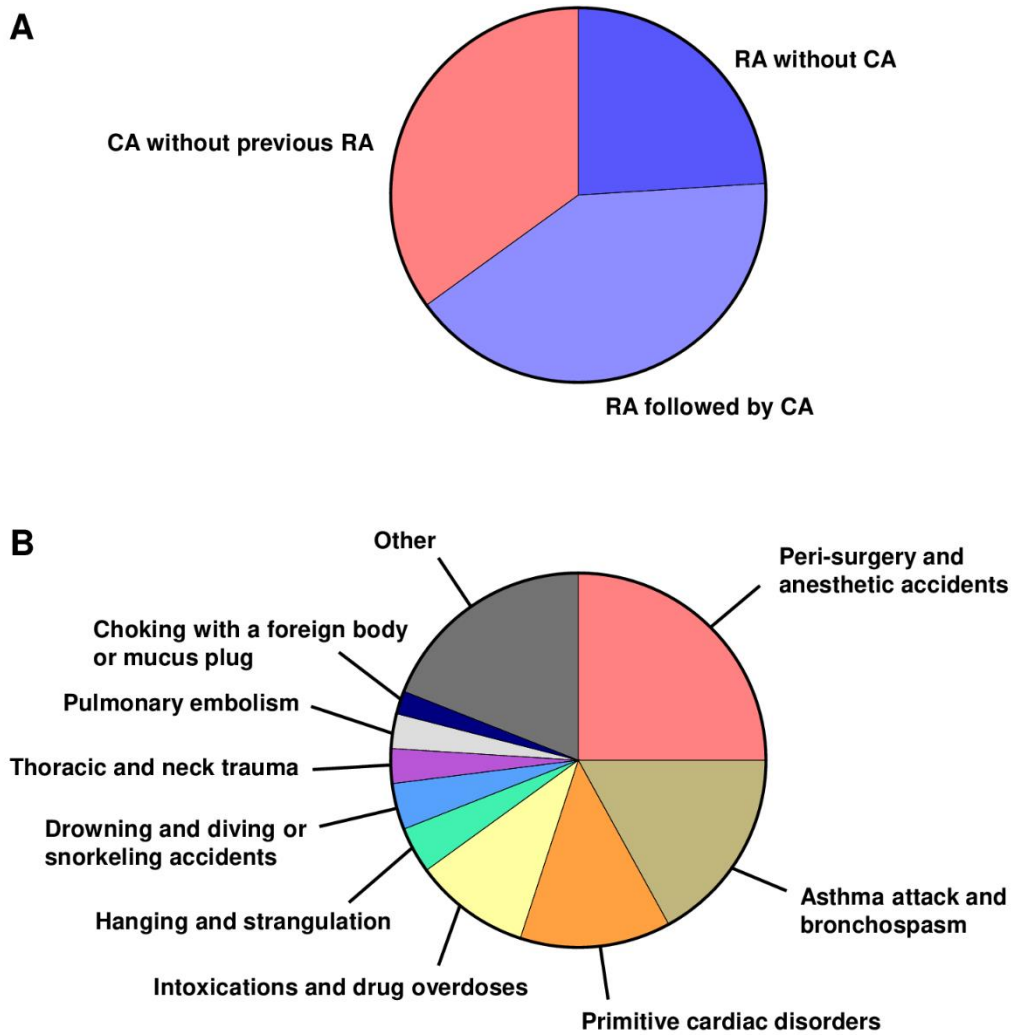 A
RA without CA
CA without previous RA
RA followed by CA
B
Other
Peri-surgery and
anesthetic accidents
Choking with a foreign body
or mucus plug
Pulmonary embolism
Thoracic and neck trauma
Drowning and diving or
snorkeling accidents
Asthma attack and
bronchospasm
Hanging and strangulation
Intoxications and drug overdoses
Primitive cardiac disorders